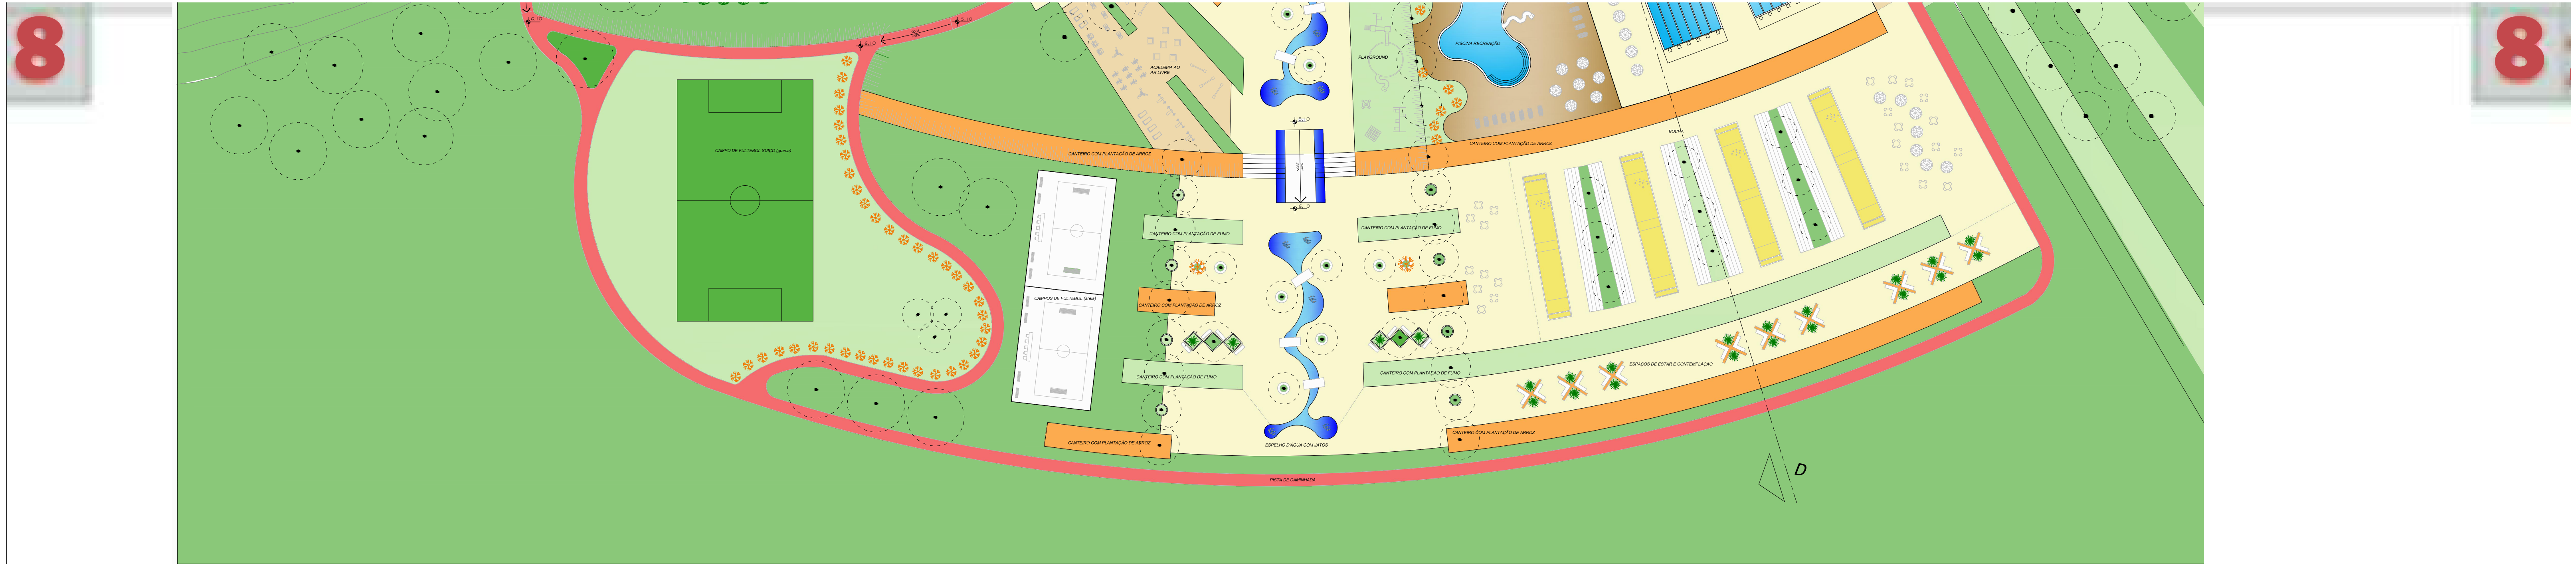 8
8
PISCINA RECREAÇÃO
PLAYGROUND
ACADEMIA AO
AR LIVRE
BOCHA
CANTEIRO COM PLANTAÇÃO DE ARROZ
CANTEIRO COM PLANTAÇÃO DE ARROZ
CAMPO DE FULTEBOL SUIÇO (grama)
CANTEIRO COM PLANTAÇÃO DE FUMO
CANTEIRO COM PLANTAÇÃO DE FUMO
CAMPOS DE FULTEBOL (areia)
CANTEIRO COM PLANTAÇÃO DE ARROZ
ESPAÇOS DE ESTAR E CONTEMPLAÇÃO
CANTEIRO COM PLANTAÇÃO DE FUMO
CANTEIRO COM PLANTAÇÃO DE FUMO
CANTEIRO COM PLANTAÇÃO DE ARROZ
CANTEIRO COM PLANTAÇÃO DE ARROZ
ESPELHO D'AGUA COM JATOS
D
PISTA DE CAMINHADA